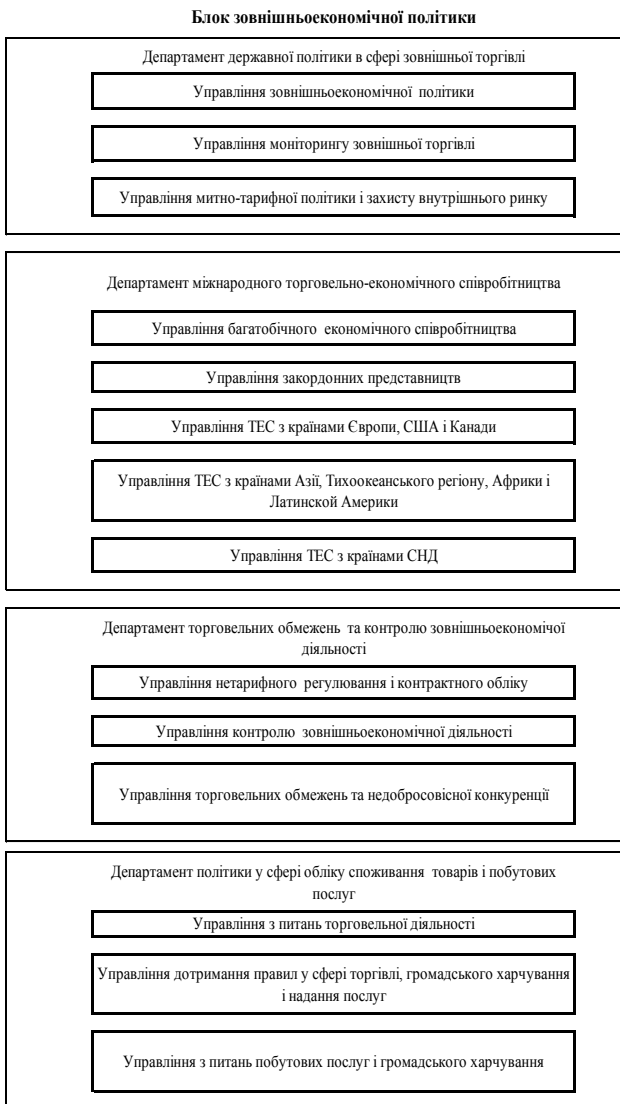 Блок зовнішньоекономічної політики
Департамент державної політики в сфері зовнішньої торгівлі
Управління зовнішньоекономічної політики
Управління моніторингу зовнішньої торгівлі
Управління митно-тарифної політики і захисту внутрішнього ринку
Департамент міжнародного торговельно-економічного співробітництва
Управління багатобічного економічного співробітництва
Управління закордонних представництв
Управління ТЕС з країнами Європи, США і Канади
Управління ТЕС з країнами Азії, Тихоокеанського регіону, Африки і
Латинской Америки
Управління ТЕС з країнами СНД
Департамент торговельних обмежень та контролю зовнішньоекономічої
діяльності
Управління нетарифного регулювання і контрактного обліку
Управління контролю зовнішньоекономічної діяльності
Управління торговельних обмежень та недобросовісної конкуренції
Департамент політики у сфері обліку споживання товарів і побутових
послуг
Управління з питань торговельної діяльності
Управління дотримання правил у сфері торгівлі, громадського харчування
і надання послуг
Управління з питань побутових послуг і громадського харчування